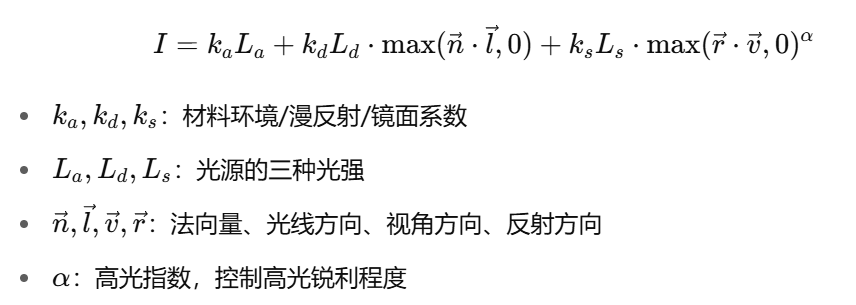 $I = k_a L_a + k_d L_d \cdot \max(\vec{n} \cdot \vec{l}, 0) + k_s L_s \cdot \max(\vec{r} \cdot \vec{v}, 0)^{\alpha}$
• $k_a, k_d, k_s$：材料环境/漫反射/镜面系数
• $L_a, L_d, L_s$：光源的三种光强
• $\vec{n}, \vec{l}, \vec{v}, \vec{r}$：法向量、光线方向、视角方向、反射方向
• $\alpha$：高光指数，控制高光锐利程度